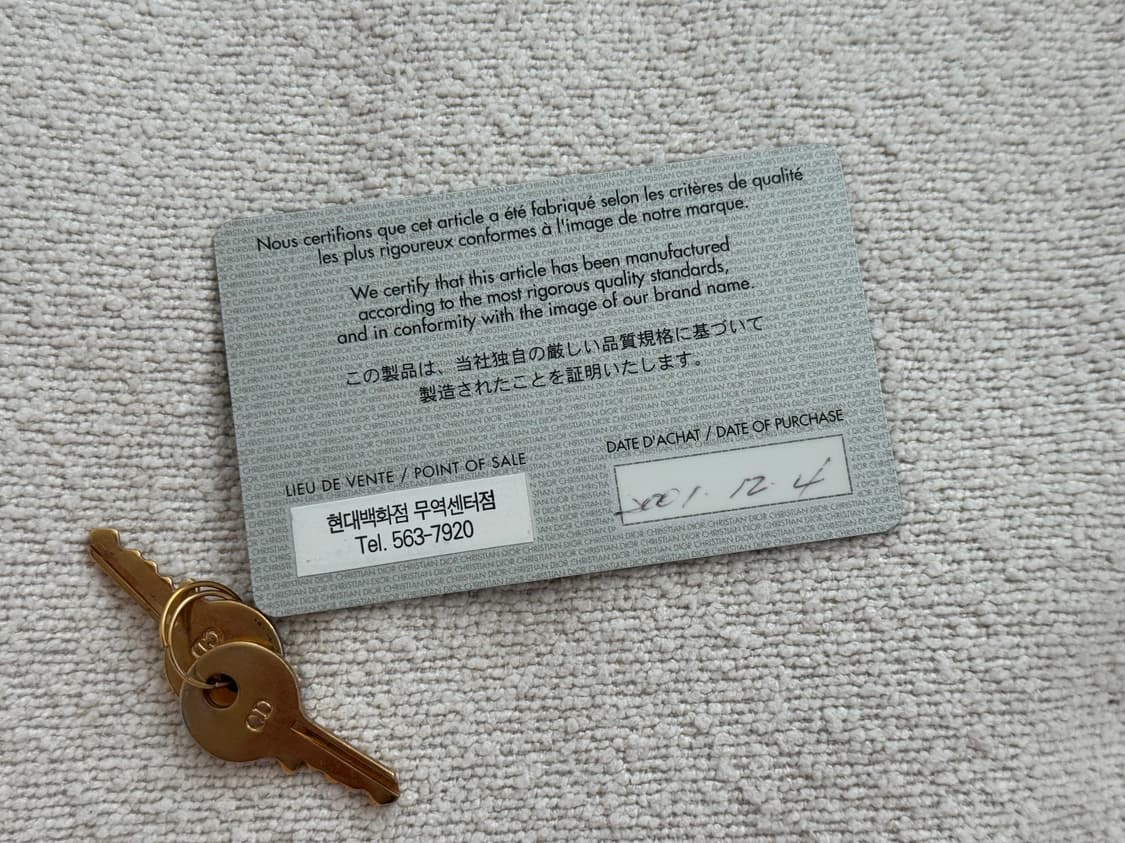 Nous certifions que cet article a été fabriqué selon les critères de qualité
les plus rigoureux conformes à l'image de notre marque.
We certify that this article has been manufactured
according to the most rigorous quality standards,
and in conformity with the image of our brand name.
この製品は、当社独自の厳しい品質規格に基づいて
製造されたことを証明いたします。
LIEU DE VENTE / POINT OF SALE
현대백화점 무역센터점
Tel. 563-7920
DATE D'ACHAT / DATE OF PURCHASE
2001. 12. 4
CD
CD